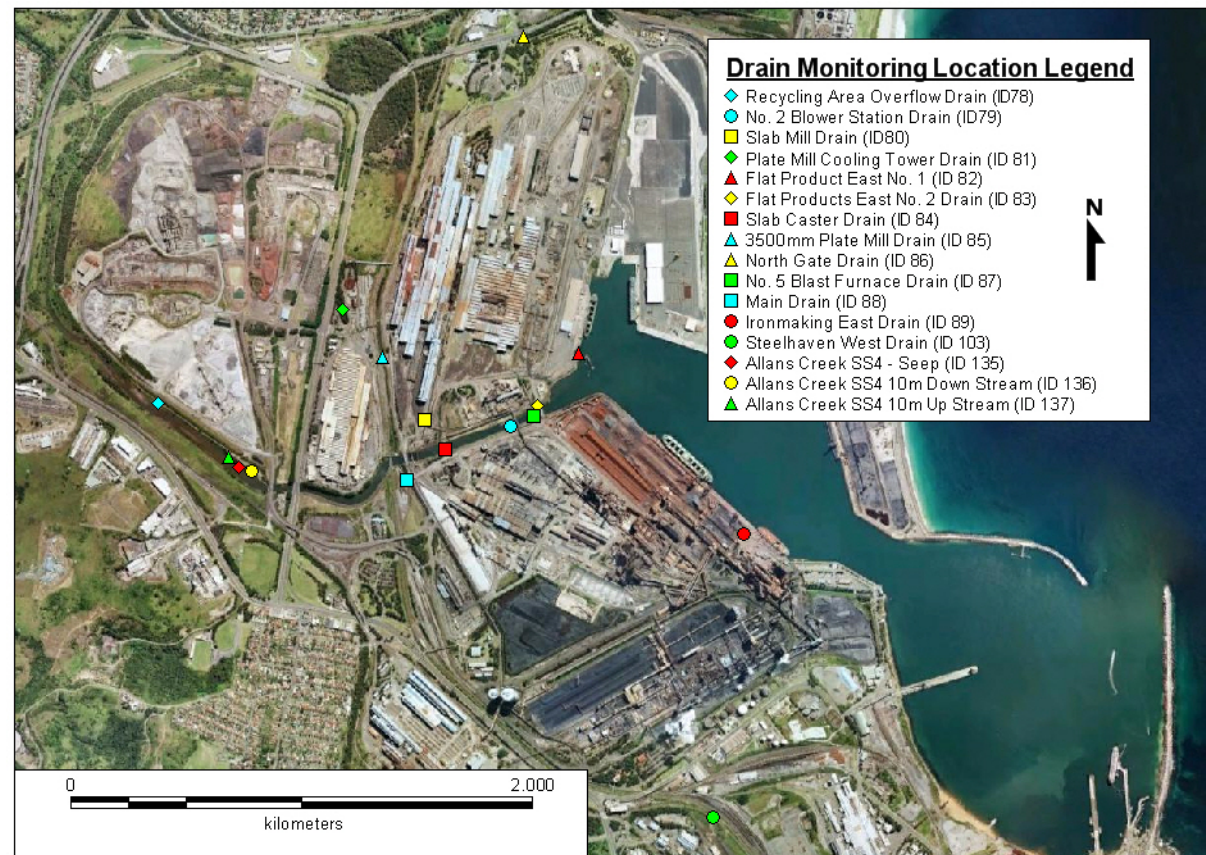 Drain Monitoring Location Legend
Recycling Area Overflow Drain (ID78)
No. 2 Blower Station Drain (ID79)
Slab Mill Drain (ID80)
Plate Mill Cooling Tower Drain (ID 81)
Flat Product East No. 1 (ID 82)
Flat Products East No. 2 Drain (ID 83)
Slab Caster Drain (ID 84)
3500mm Plate Mill Drain (ID 85)
North Gate Drain (ID 86)
No. 5 Blast Furnace Drain (ID 87)
Main Drain (ID 88)
Ironmaking East Drain (ID 89)
Steelhaven West Drain (ID 103)
Allans Creek SS4 - Seep (ID 135)
Allans Creek SS4 10m Down Stream (ID 136)
Allans Creek SS4 10m Up Stream (ID 137)
N
0 2.000
kilometers